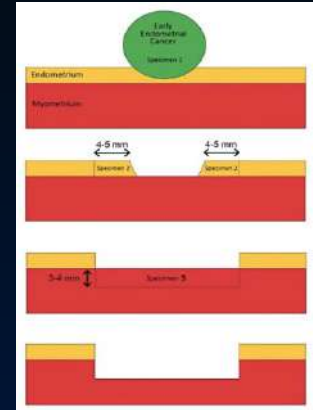 Early
Endometrial
Cancer
Specimen 1
Endometrium
Myometrium
4-5 mm
4-5 mm
Specimen 2
Specimen 2
3-4 mm
Specimen 3